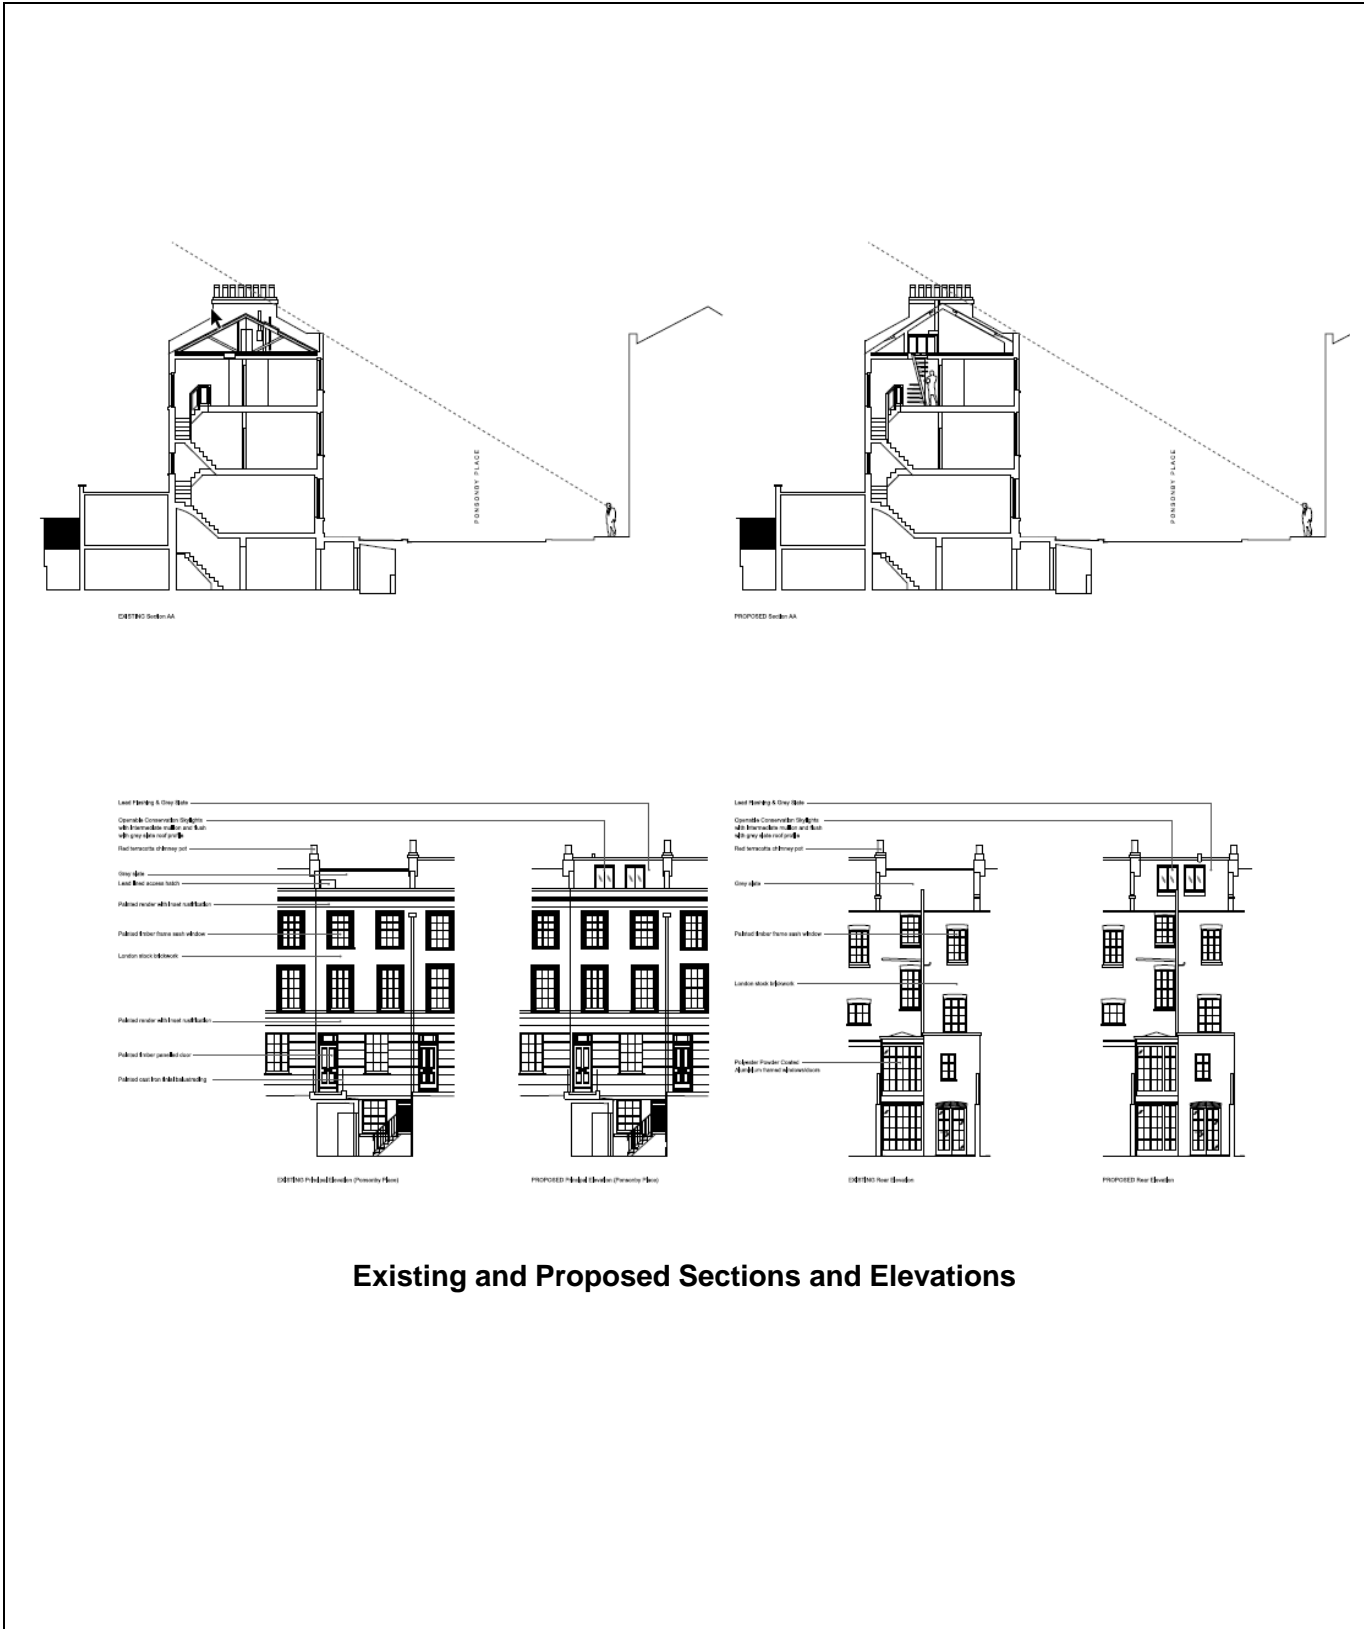 PONSONBY PLACE
PONSONBY PLACE
EXISTING Section AA
PROPOSED Section AA
Lead Flashing & Grey Slate
Openable Conservation Skylights
with intermediate mullion and flush
with grey slate roof profile
Red terracotta chimney pot
Grey slate
Lead lined access hatch
Painted render with inset rustification
Painted timber frame sash window
London stock brickwork
Painted render with inset rustification
Painted timber panelled door
Painted cast iron finial balustrading
EXISTING Principal Elevation (Ponsonby Place)
PROPOSED Principal Elevation (Ponsonby Place)
Lead Flashing & Grey Slate
Openable Conservation Skylights
with intermediate mullion and flush
with grey slate roof profile
Red terracotta chimney pot
Grey slate
Painted timber frame sash window
London stock brickwork
Polyester Powder Coated
Aluminium framed windows/doors
EXISTING Rear Elevation
PROPOSED Rear Elevation
Existing and Proposed Sections and Elevations